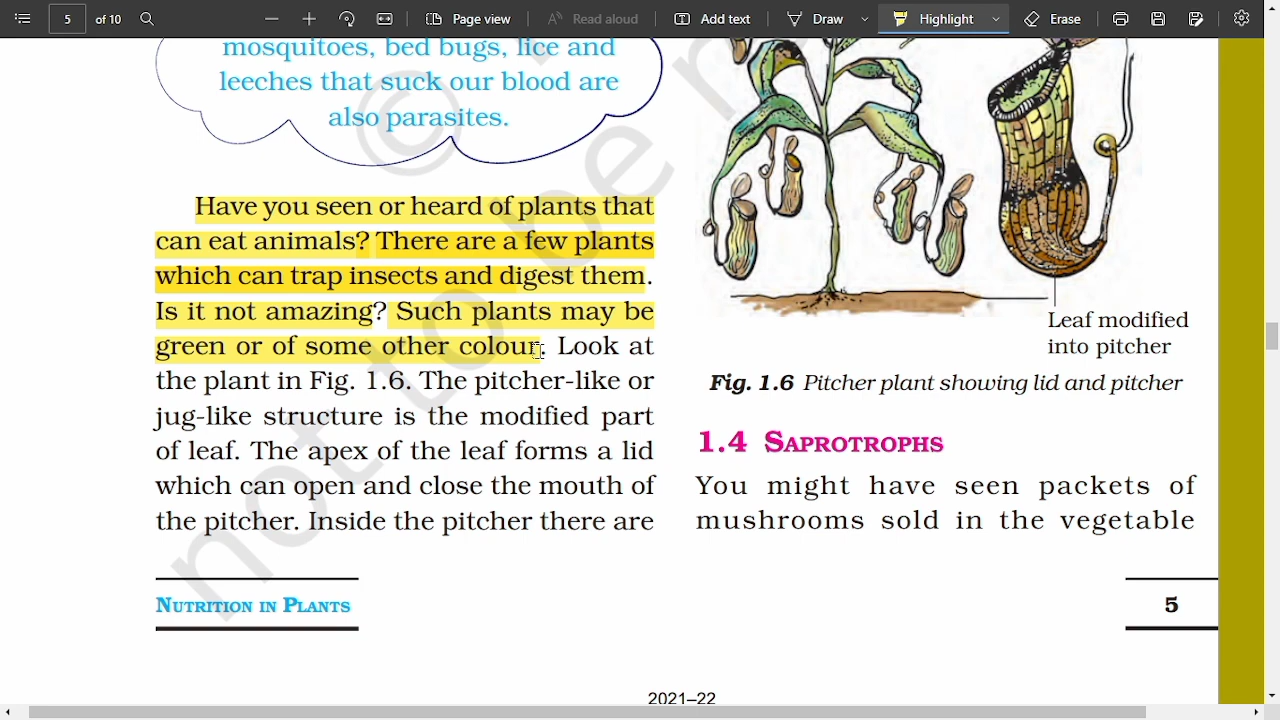 5 of 10
Page view
Read aloud
Add text
Draw
Highlight
Erase
mosquitoes, bed bugs, lice and
leeches that suck our blood are
also parasites.
Have you seen or heard of plants that
can eat animals? There are a few plants
which can trap insects and digest them.
Is it not amazing? Such plants may be
green or of some other colour. Look at
the plant in Fig. 1.6. The pitcher-like or
jug-like structure is the modified part
of leaf. The apex of the leaf forms a lid
which can open and close the mouth of
the pitcher. Inside the pitcher there are
Leaf modified
into pitcher
Fig. 1.6 Pitcher plant showing lid and pitcher
1.4 SAPROTROPHS
You might have seen packets of
mushrooms sold in the vegetable
NUTRITION IN PLANTS
5
2021–22
not to be